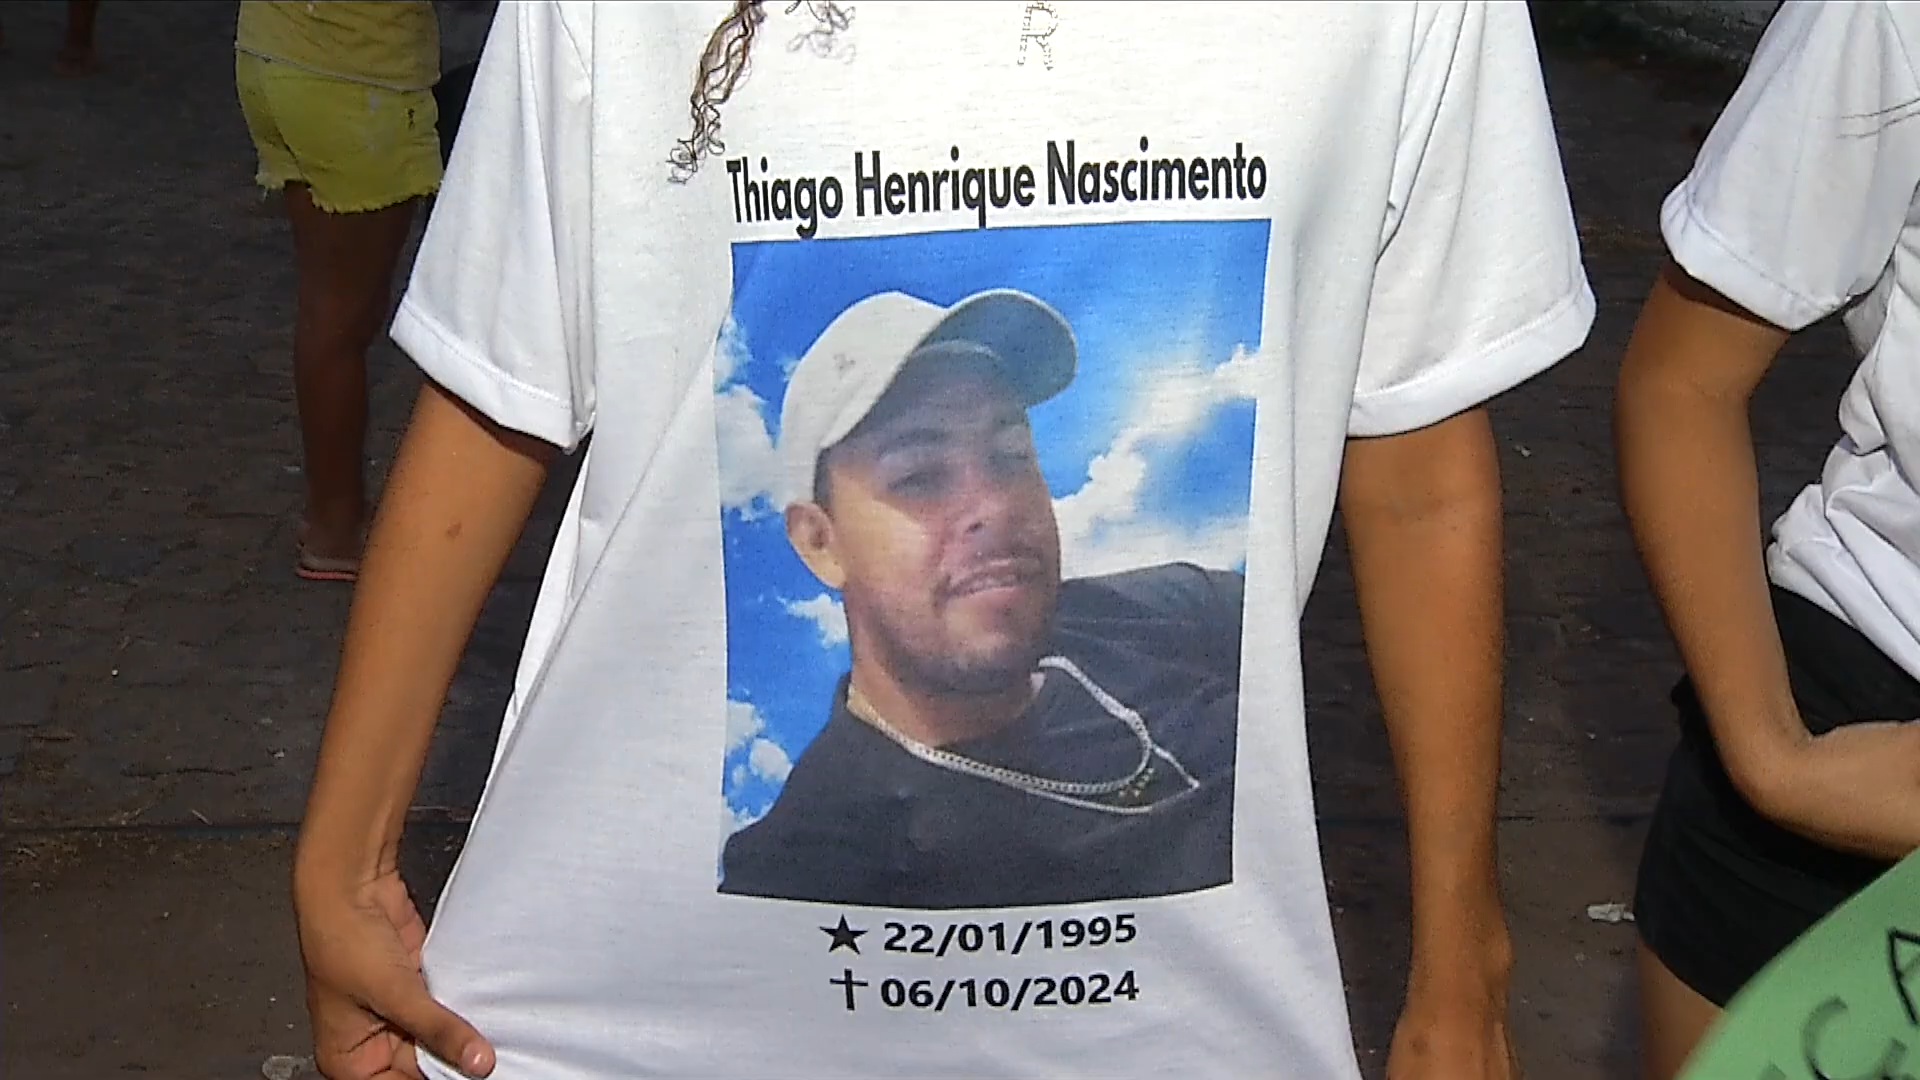 R
Thiago Henrique Nascimento
★ 22/01/1995
✝ 06/10/2024